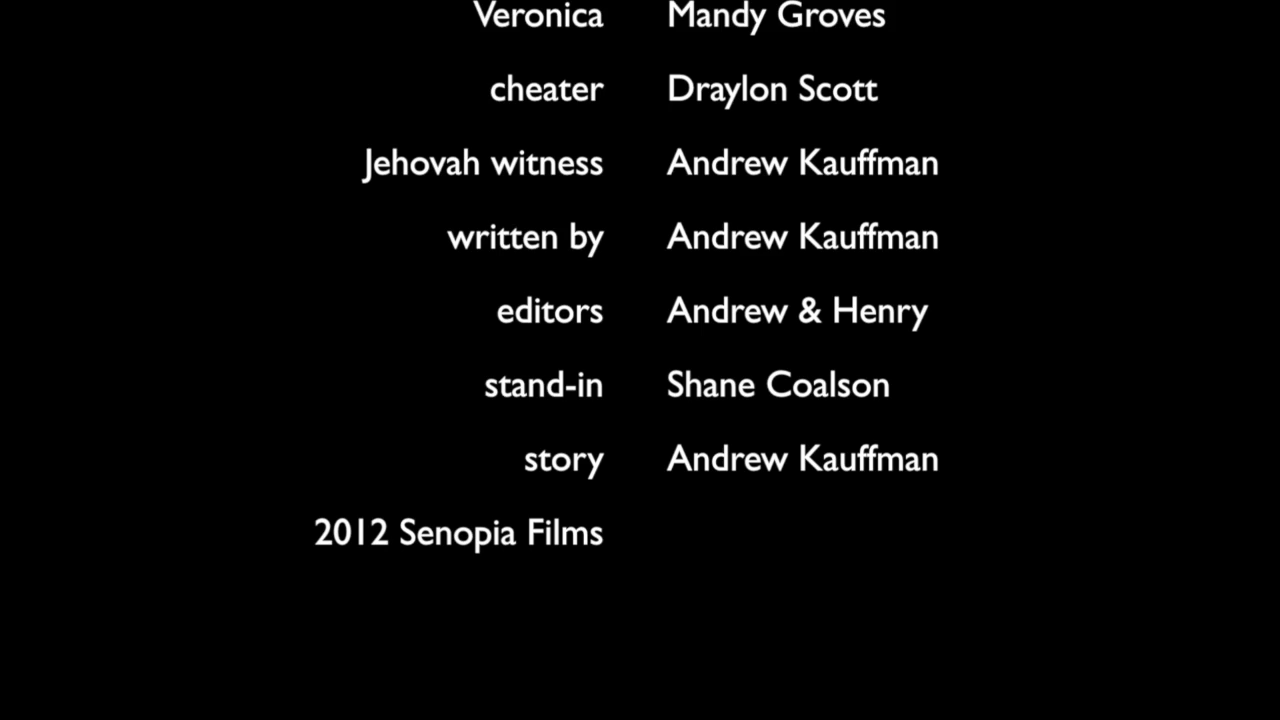 Veronica Mandy Groves
cheater Draylon Scott
Jehovah witness Andrew Kauffman
written by Andrew Kauffman
editors Andrew & Henry
stand-in Shane Coalson
story Andrew Kauffman
2012 Senopia Films